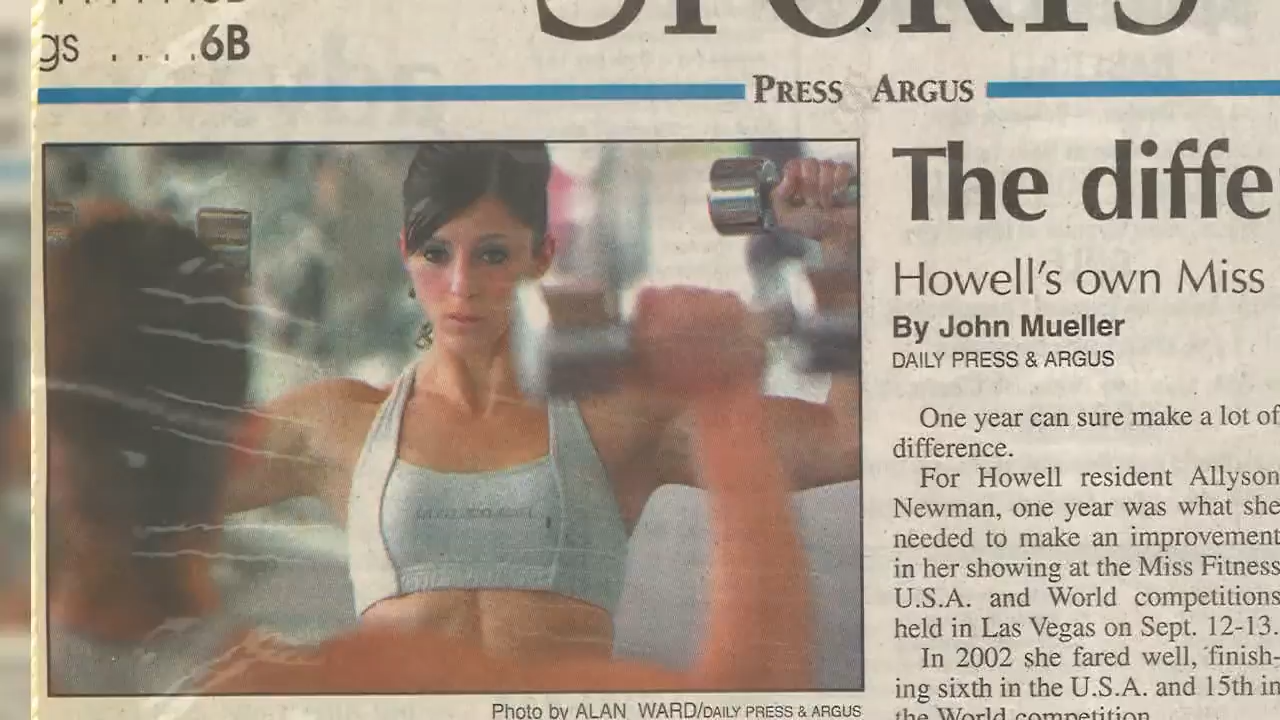 gs . . . . 6B
SPORTS
PRESS ARGUS
The diffe
Howell's own Miss
By John Mueller
DAILY PRESS & ARGUS
One year can sure make a lot of
difference.
For Howell resident Allyson
Newman, one year was what she
needed to make an improvement
in her showing at the Miss Fitness
U.S.A. and World competitions
held in Las Vegas on Sept. 12-13.
In 2002 she fared well, finish-
ing sixth in the U.S.A. and 15th in
the World competition.
Photo by ALAN WARD/DAILY PRESS & ARGUS